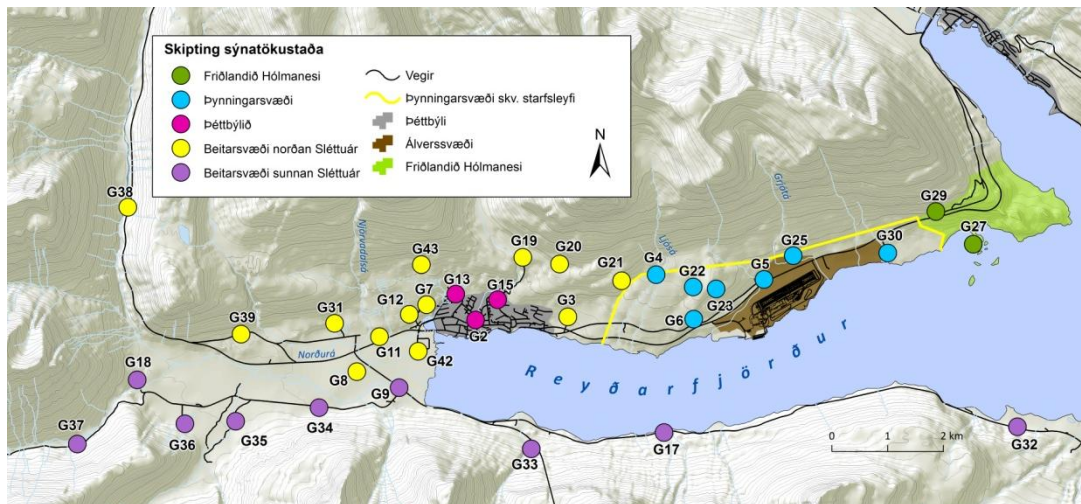 Skipting sýnatökustaða
Friðlandið Hólmanesi
Þynningarsvæði
Þéttbýlið
Beitarsvæði norðan Sléttuár
Beitarsvæði sunnan Sléttuár
Vegir
Þynningarsvæði skv. starfsleyfi
Þéttbýli
Álverssvæði
Friðlandið Hólmanesi
N
G38
Njörvadalsá
Ljósá
Grjótá
G29
G27
G30
G25
G19
G20
G43
G21
G4
G22
G5
G23
G6
G13
G15
G7
G12
G2
G3
G31
G39
G11
G42
Norðurá
G8
G9
G18
Reyðarfjörður
G37
G36
G35
G34
G33
G17
G32
0 1 2 km